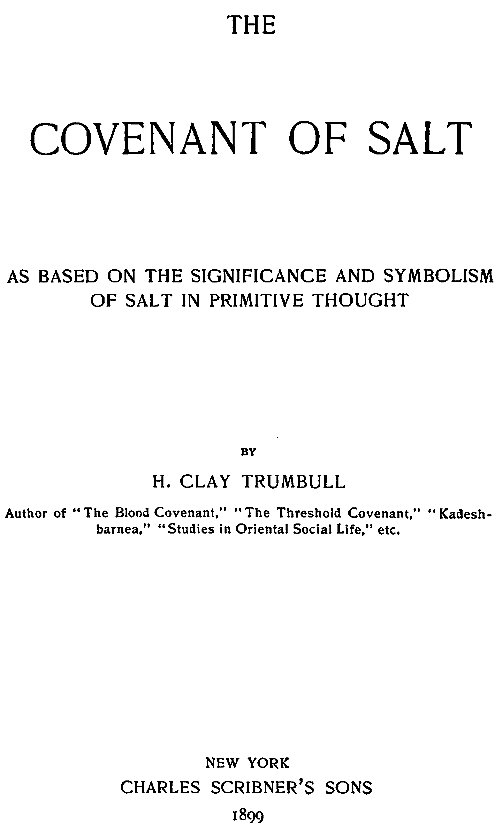 THE
COVENANT OF SALT
AS BASED ON THE SIGNIFICANCE AND SYMBOLISM
OF SALT IN PRIMITIVE THOUGHT
BY
H. CLAY TRUMBULL
Author of "The Blood Covenant," "The Threshold Covenant," "Kadesh-
barnea," "Studies in Oriental Social Life," etc.
NEW YORK
CHARLES SCRIBNER'S SONS
1899